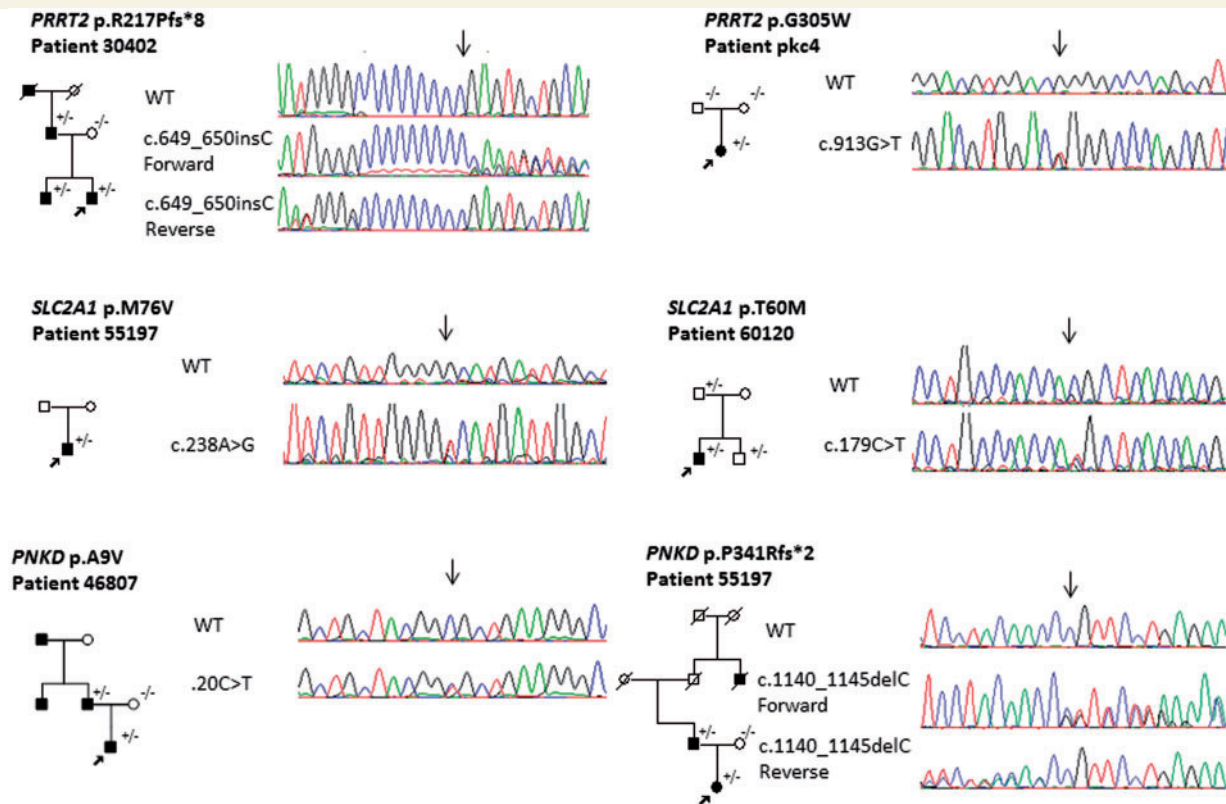 PRRT2 p.R217Pfs*8
Patient 30402
WT
+/-
-/-
c.649_650insC
Forward
+/-
+/-
c.649_650insC
Reverse
PRRT2 p.G305W
Patient pkc4
WT
-/-
-/-
c.913G>T
+/-
SLC2A1 p.M76V
Patient 55197
WT
c.238A>G
+/-
SLC2A1 p.T60M
Patient 60120
+/-
WT
c.179C>T
+/-
+/-
PNKD p.A9V
Patient 46807
WT
.20C>T
+/-
-/-
+/-
PNKD p.P341Rfs*2
Patient 55197
WT
c.1140_1145delC
Forward
+/-
-/-
c.1140_1145delC
Reverse
+/-